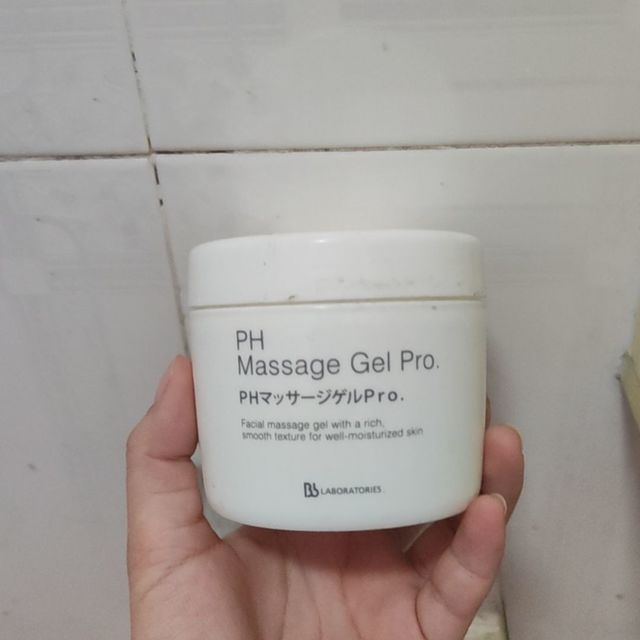 PH
Massage Gel Pro.
PHマッサージゲルPro.
Facial massage gel with a rich,
smooth texture for well-moisturized skin
Bb LABORATORIES.